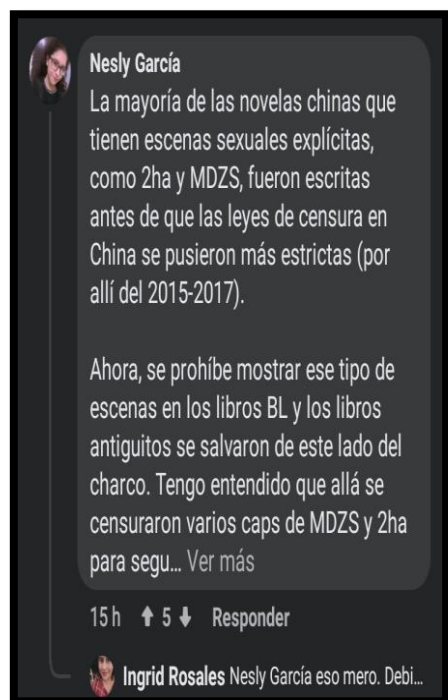 Nesly García
La mayoría de las novelas chinas que
tienen escenas sexuales explícitas,
como 2ha y MDZS, fueron escritas
antes de que las leyes de censura en
China se pusieron más estrictas (por
allí del 2015-2017).
Ahora, se prohíbe mostrar ese tipo de
escenas en los libros BL y los libros
antiguitos se salvaron de este lado del
charco. Tengo entendido que allá se
censuraron varios caps de MDZS y 2ha
para segu... Ver más
15 h 5 Responder
Ingrid Rosales Nesly García eso mero. Debi...